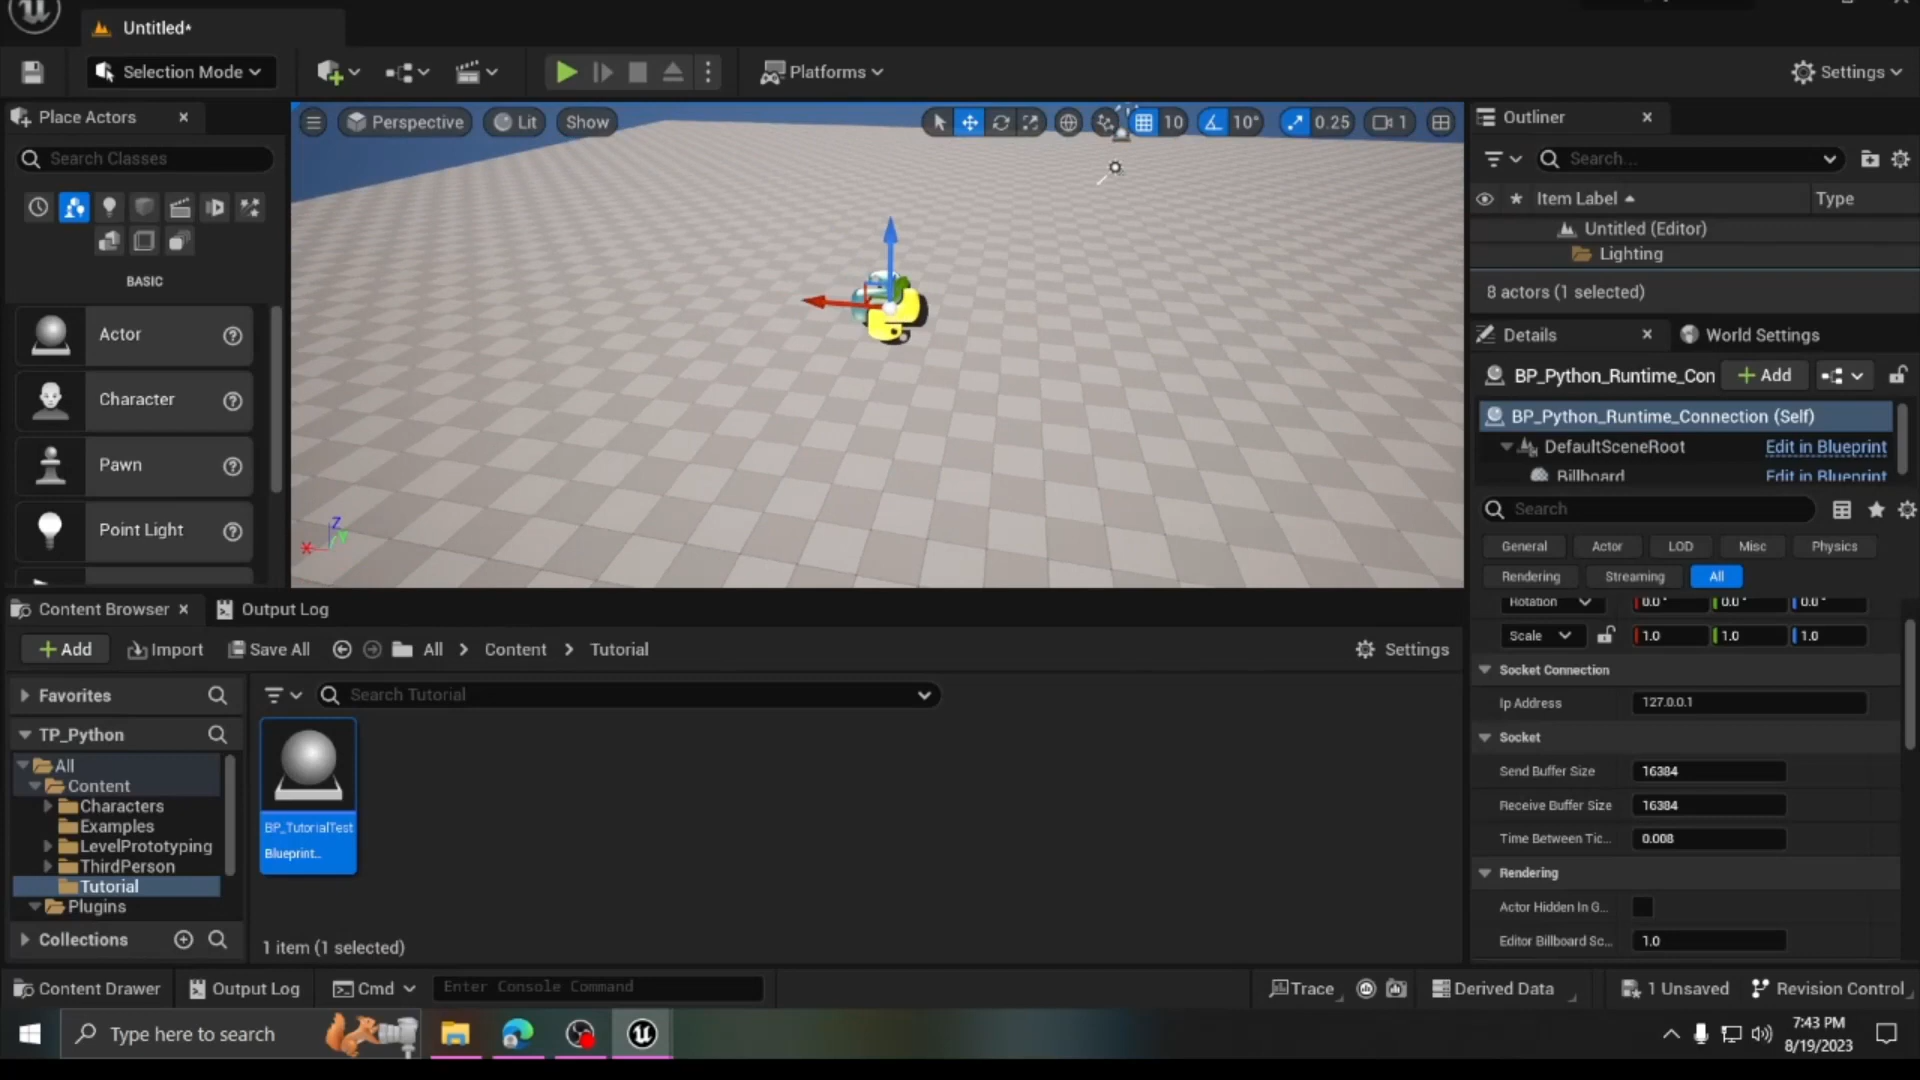 Untitled*
Selection Mode
Platforms
Settings
Place Actors
Search Classes
BASIC
Actor
Character
Pawn
Point Light
Perspective
Lit
Show
10
10°
0.25
1
X
Z
Y
Outliner
Search...
Item Label
Type
Untitled (Editor)
Lighting
8 actors (1 selected)
Details
World Settings
BP_Python_Runtime_Con
Add
BP_Python_Runtime_Connection (Self)
DefaultSceneRoot
Edit in Blueprint
Billboard
Edit in Blueprint
Search
General
Actor
LOD
Misc
Physics
Rendering
Streaming
All
Rotation
0.0°
0.0°
0.0°
Scale
1.0
1.0
1.0
Socket Connection
Ip Address
127.0.0.1
Socket
Send Buffer Size
16384
Receive Buffer Size
16384
Time Between Tic...
0.008
Rendering
Actor Hidden In G...
Editor Billboard Sc...
1.0
Content Browser
Output Log
Add
Import
Save All
All
Content
Tutorial
Settings
Favorites
TP_Python
All
Content
Characters
Examples
LevelPrototyping
ThirdPerson
Tutorial
Plugins
Collections
Search Tutorial
BP_TutorialTest
Blueprint...
1 item (1 selected)
Content Drawer
Output Log
Cmd
Enter Console Command
Trace
Derived Data
1 Unsaved
Revision Control
Type here to search
7:43 PM
8/19/2023